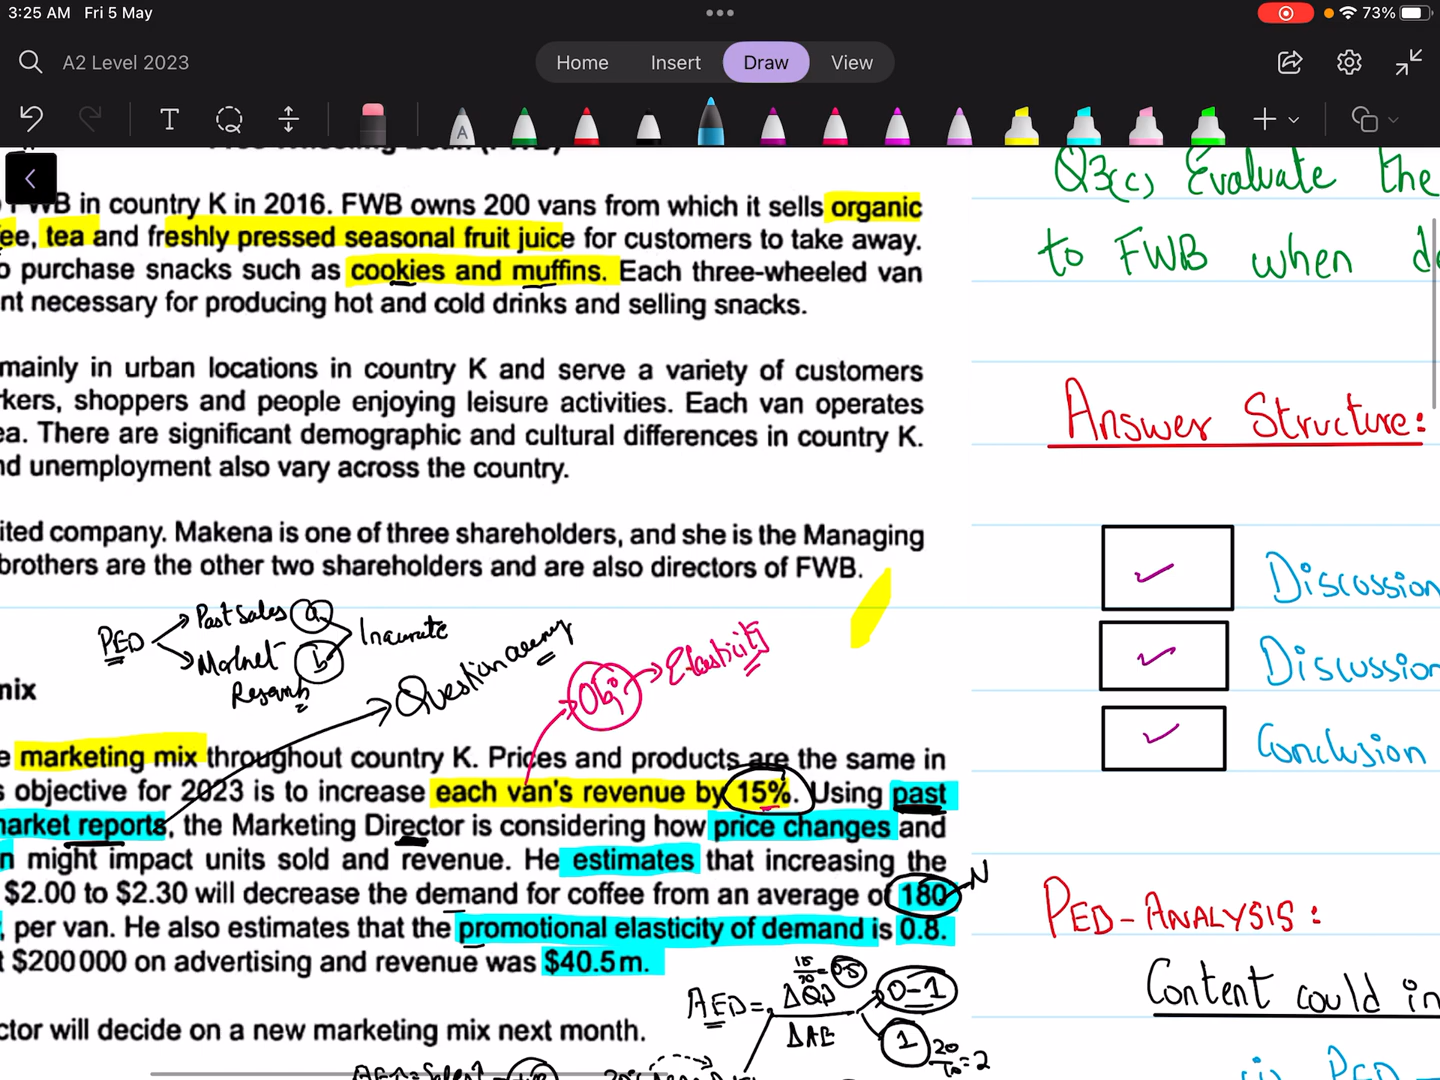 3:25 AM Fri 5 May
73%
A2 Level 2023
Home Insert Draw View
T
A
FWB in country K in 2016. FWB owns 200 vans from which it sells organic
ee, tea and freshly pressed seasonal fruit juice for customers to take away.
o purchase snacks such as cookies and muffins. Each three-wheeled van
nt necessary for producing hot and cold drinks and selling snacks.
mainly in urban locations in country K and serve a variety of customers
rkers, shoppers and people enjoying leisure activities. Each van operates
ea. There are significant demographic and cultural differences in country K.
nd unemployment also vary across the country.
ited company. Makena is one of three shareholders, and she is the Managing
brothers are the other two shareholders and are also directors of FWB.
PED
Past Sales a
Market b
Research
Questionary
Obj
Elasticity
mix
e marketing mix throughout country K. Prices and products are the same in
s objective for 2023 is to increase each van's revenue by 15%. Using past
market reports, the Marketing Director is considering how price changes and
n might impact units sold and revenue. He estimates that increasing the
$2.00 to $2.30 will decrease the demand for coffee from an average of 180 N
per van. He also estimates that the promotional elasticity of demand is 0.8.
t $200 000 on advertising and revenue was $40.5m.
AED = ΔQD
ΔAE
0-1
1
20/10=2
ctor will decide on a new marketing mix next month.
Q3(c) Evaluate the
to FWB when
Answer Structure:
Discussion
Discussion
Conclusion
PED-ANALYSIS:
Content could in
PED